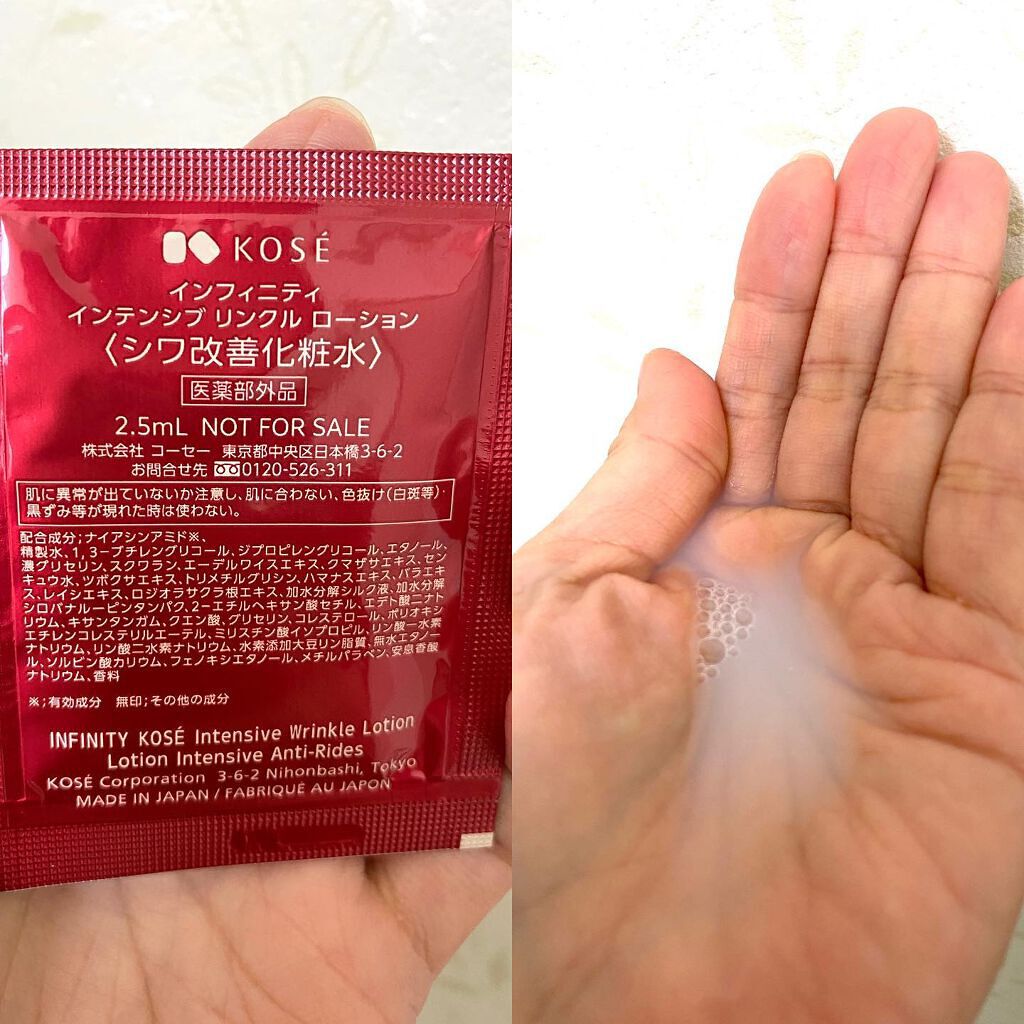 KOSÉ
インフィニティ
インテンシブ リンクル ローション
〈シワ改善化粧水〉
医薬部外品
2.5mL NOT FOR SALE
株式会社 コーセー 東京都中央区日本橋3-6-2
お問合せ先 0120-526-311
肌に異常が出ていないか注意し、肌に合わない、色抜け(白斑等)・
黒ずみ等が現れた時は使わない。
配合成分;ナイアシンアミド※、
精製水、1,3-ブチレングリコール、ジプロピレングリコール、エタノール、
濃グリセリン、スクワラン、エーデルワイスエキス、クマザサエキス、セン
キュウ水、ツボクサエキス、トリメチルグリシン、ハマナスエキス、バラエキ
ス、レイシエキス、ロジオラサクラ根エキス、加水分解シルク液、加水分解
シロバナルーピンタンパク、2-エチルヘキサン酸セチル、エデト酸二ナト
リウム、キサンタンガム、クエン酸、グリセリン、コレステロール、ポリオキシ
エチレンコレステリルエーテル、ミリスチン酸イソプロピル、リン酸一水素
ナトリウム、リン酸二水素ナトリウム、水素添加大豆リン脂質、無水エタノー
ル、ソルビン酸カリウム、フェノキシエタノール、メチルパラベン、安息香酸
ナトリウム、香料
※;有効成分 無印;その他の成分
INFINITY KOSÉ Intensive Wrinkle Lotion
Lotion Intensive Anti-Rides
KOSÉ Corporation 3-6-2 Nihonbashi, Tokyo
MADE IN JAPAN / FABRIQUÉ AU JAPON